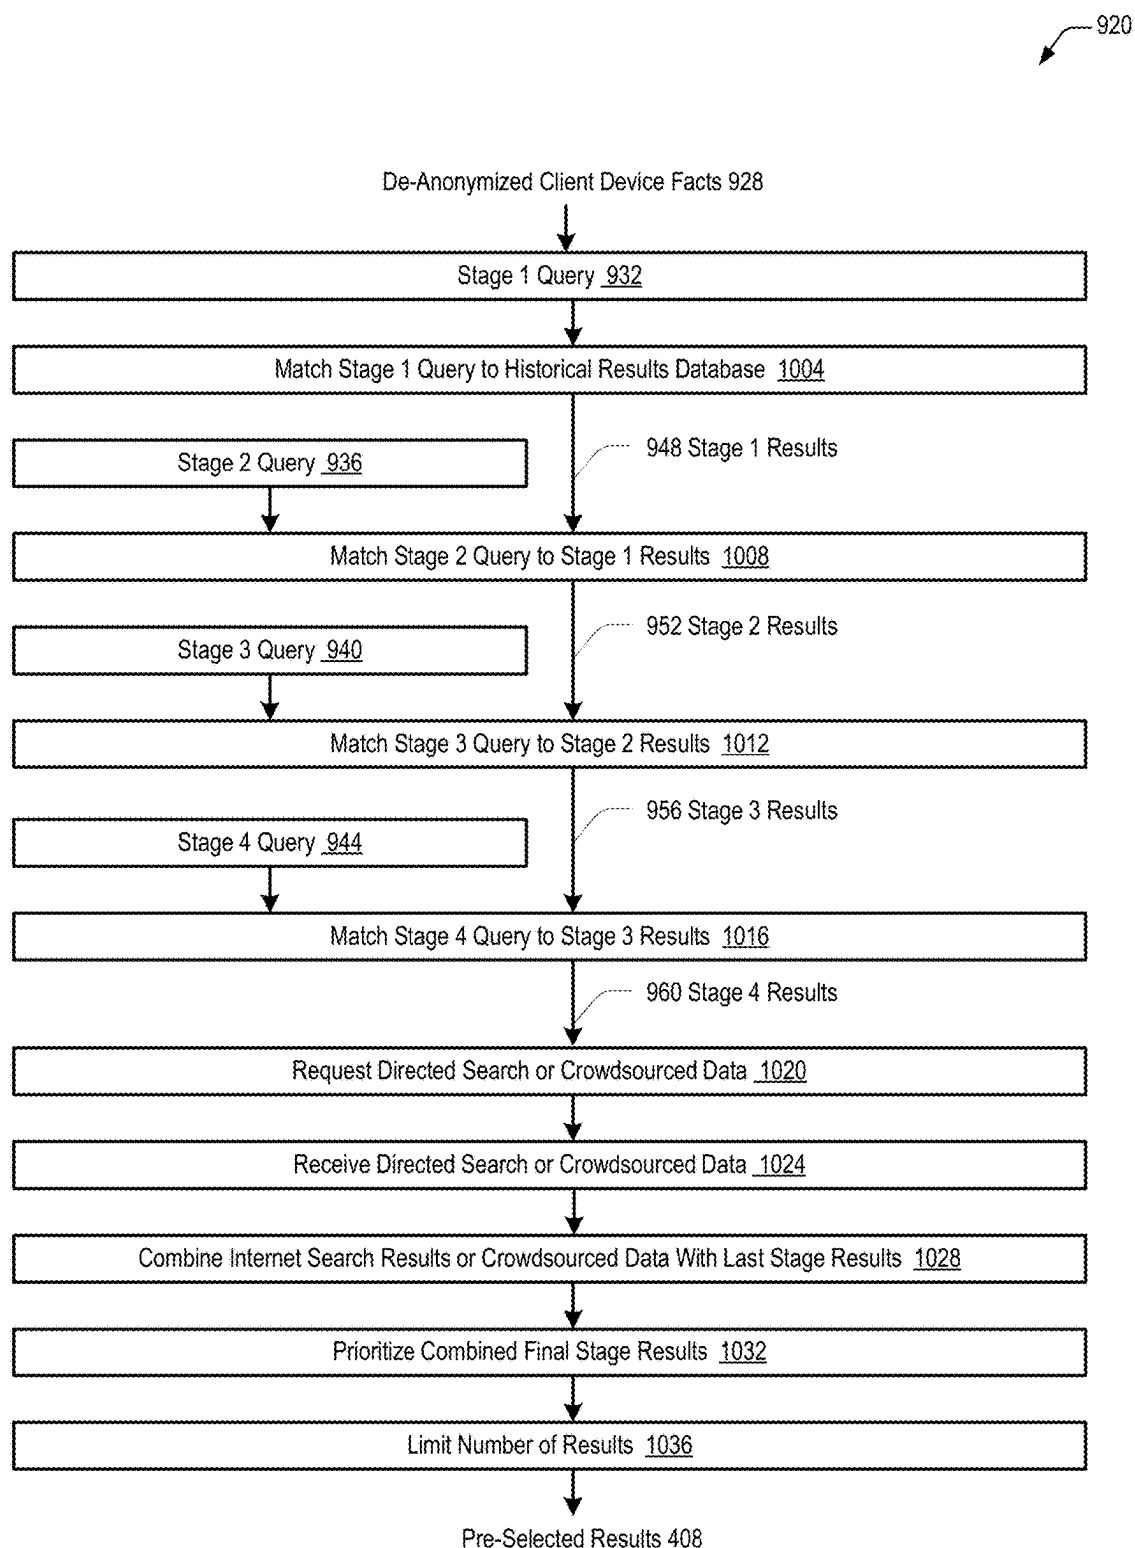 920
De-Anonymized Client Device Facts 928
Stage 1 Query 932
Match Stage 1 Query to Historical Results Database 1004
948 Stage 1 Results
Stage 2 Query 936
Match Stage 2 Query to Stage 1 Results 1008
952 Stage 2 Results
Stage 3 Query 940
Match Stage 3 Query to Stage 2 Results 1012
956 Stage 3 Results
Stage 4 Query 944
Match Stage 4 Query to Stage 3 Results 1016
960 Stage 4 Results
Request Directed Search or Crowdsourced Data 1020
Receive Directed Search or Crowdsourced Data 1024
Combine Internet Search Results or Crowdsourced Data With Last Stage Results 1028
Prioritize Combined Final Stage Results 1032
Limit Number of Results 1036
Pre-Selected Results 408